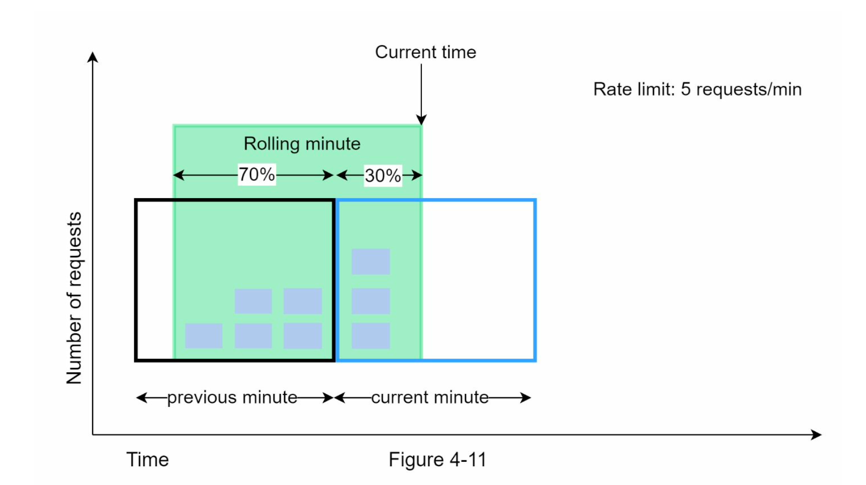 Current time
Rate limit: 5 requests/min
Rolling minute
70%
30%
Number of requests
previous minute
current minute
Time
Figure 4-11